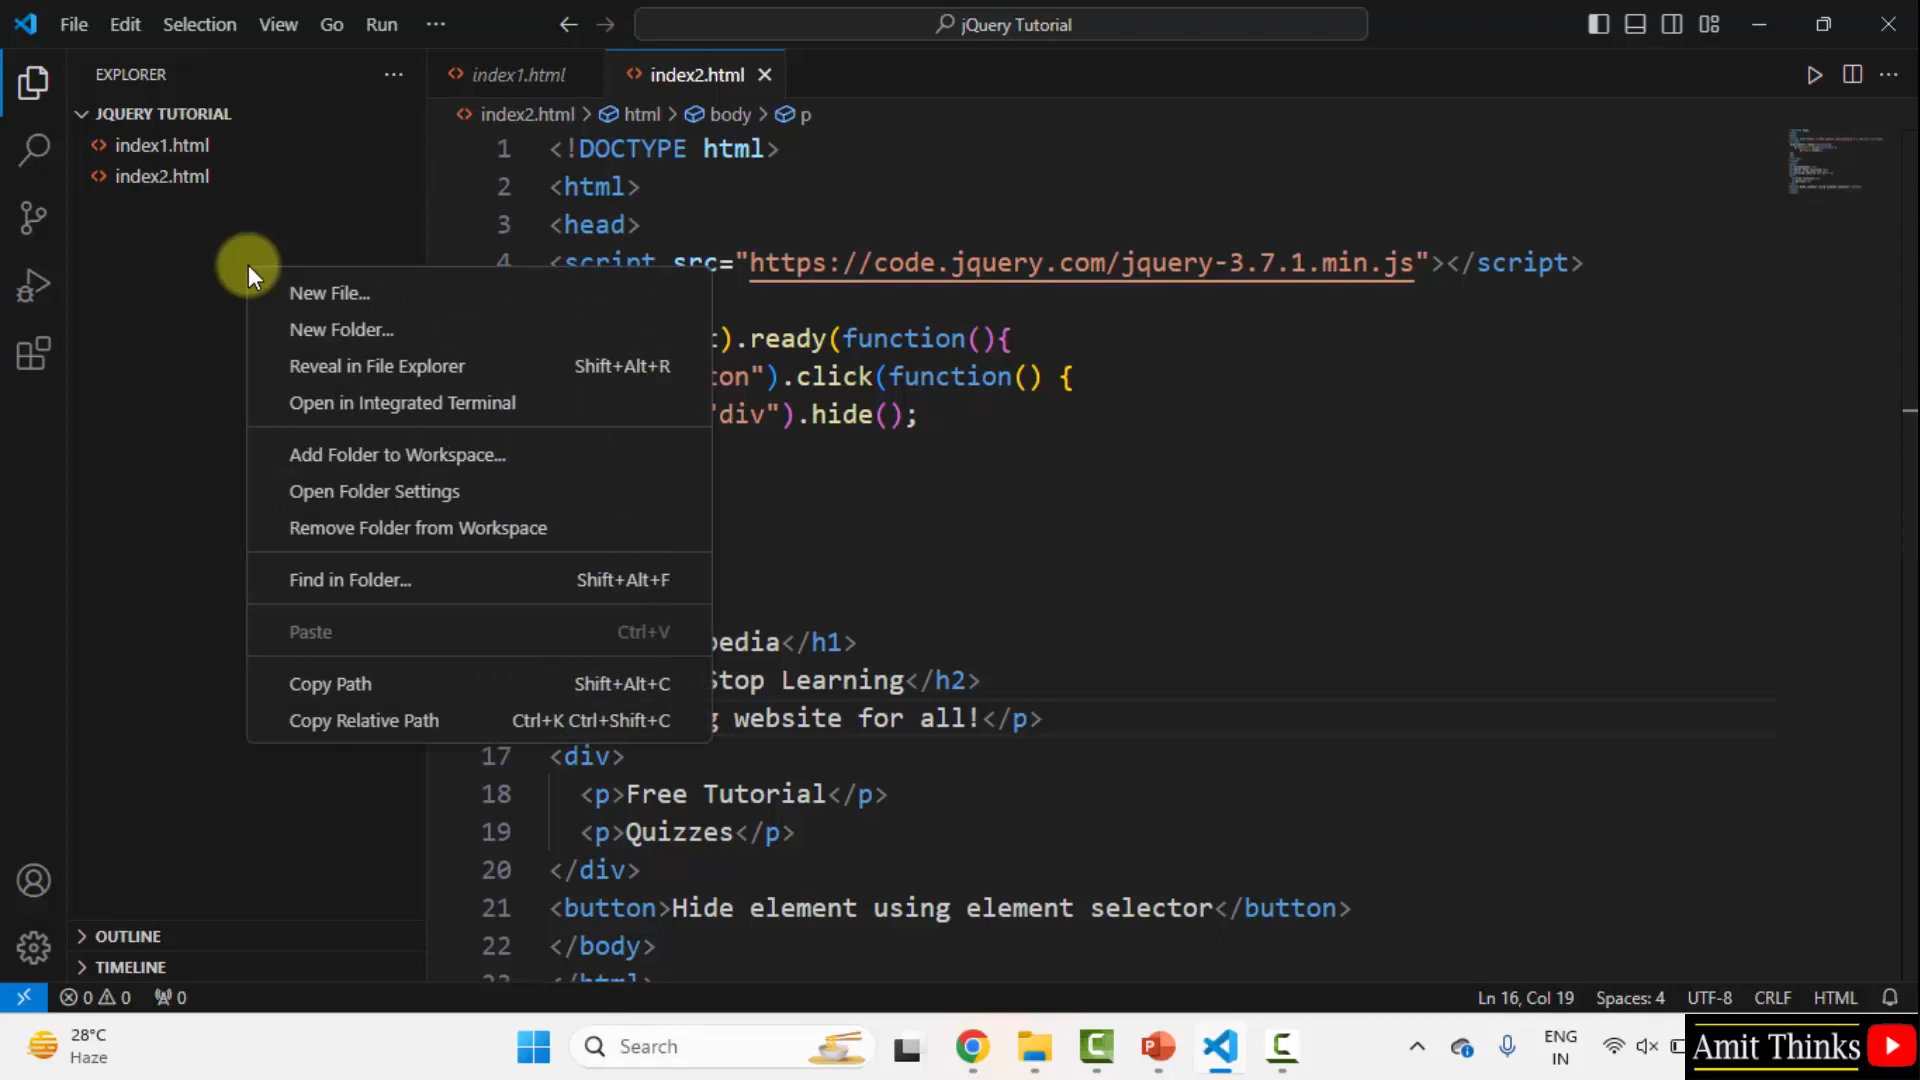 File Edit Selection View Go Run ···
jQuery Tutorial
EXPLORER ···
JQUERY TUTORIAL
index1.html
index2.html
index1.html index2.html
index2.html > html > body > p
1 <!DOCTYPE html>
2 <html>
3 <head>
4 <script src="https://code.jquery.com/jquery-3.7.1.min.js"></script>
).ready(function(){
ton").click(function() {
"div").hide();
pedia</h1>
Stop Learning</h2>
g website for all!</p>
17 <div>
18 <p>Free Tutorial</p>
19 <p>Quizzes</p>
20 </div>
21 <button>Hide element using element selector</button>
22 </body>
23 </html>
New File...
New Folder...
Reveal in File Explorer Shift+Alt+R
Open in Integrated Terminal
Add Folder to Workspace...
Open Folder Settings
Remove Folder from Workspace
Find in Folder... Shift+Alt+F
Paste Ctrl+V
Copy Path Shift+Alt+C
Copy Relative Path Ctrl+K Ctrl+Shift+C
OUTLINE
TIMELINE
0 0 0
Ln 16, Col 19 Spaces: 4 UTF-8 CRLF HTML
28°C
Haze
Search
ENG
IN
Amit Thinks